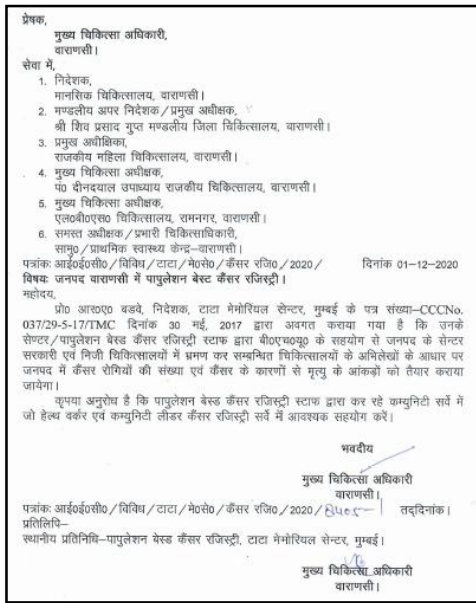 प्रेषक,
मुख्य चिकित्सा अधिकारी,
वाराणसी।
सेवा में,
1. निदेशक,
मानसिक चिकित्सालय, वाराणसी।
2. मण्डलीय अपर निदेशक/प्रमुख अधीक्षक,
श्री शिव प्रसाद गुप्त मण्डलीय जिला चिकित्सालय, वाराणसी।
3. प्रमुख अधीक्षिका,
राजकीय महिला चिकित्सालय, वाराणसी।
4. मुख्य चिकित्सा अधीक्षक,
पं0 दीनदयाल उपाध्याय राजकीय चिकित्सालय, वाराणसी।
5. मुख्य चिकित्सा अधीक्षक,
एल0बी0एस0 चिकित्सालय, रामनगर, वाराणसी।
6. समस्त अधीक्षक/प्रभारी चिकित्साधिकारी,
सामु0/प्राथमिक स्वास्थ्य केन्द्र–वाराणसी।
पत्रांकः आई0ई0सी0/विविध/टाटा/मे0से0/कैंसर रजि0/2020/ दिनांक 01-12-2020
विषयः जनपद वाराणसी में पापुलेशन बेस्ट कैंसर रजिस्ट्री।
महोदय,
प्रो0 आर0ए0 बडवे, निदेशक, टाटा मेमोरियल सेन्टर, मुम्बई के पत्र संख्या–CCCNo.
037/29-5-17/TMC दिनांक 30 मई, 2017 द्वारा अवगत कराया गया है कि उनके
सेण्टर/पापुलेशन बेस्ड कैंसर रजिस्ट्री स्टाफ द्वारा बी0एच0यू0 के सहयोग से जनपद के सेन्टर
सरकारी एवं निजी चिकित्सालयों में भ्रमण कर सम्बन्धित चिकित्सालयों के अभिलेखों के आधार पर
जनपद में कैंसर रोगियों की संख्या एवं कैंसर के कारणों से मृत्यु के आंकड़ों को तैयार कराया
जायेगा।
कृपया अनुरोध है कि पापुलेशन बेस्ड कैंसर रजिस्ट्री स्टाफ द्वारा कर रहे कम्युनिटी सर्वे में
जो हेल्थ वर्कर एवं कम्युनिटी लीडर कैंसर रजिस्ट्री सर्वे में आवश्यक सहयोग करें।
भवदीय
मुख्य चिकित्सा अधिकारी
वाराणसी।
पत्रांकः आई0ई0सी0/विविध/टाटा/मे0से0/कैंसर रजि0/2020/ तद्दिनांक।
प्रतिलिपि–
स्थानीय प्रतिनिधि–पापुलेशन बेस्ड कैंसर रजिस्ट्री, टाटा मेमोरियल सेन्टर, मुम्बई।
मुख्य चिकित्सा अधिकारी
वाराणसी।